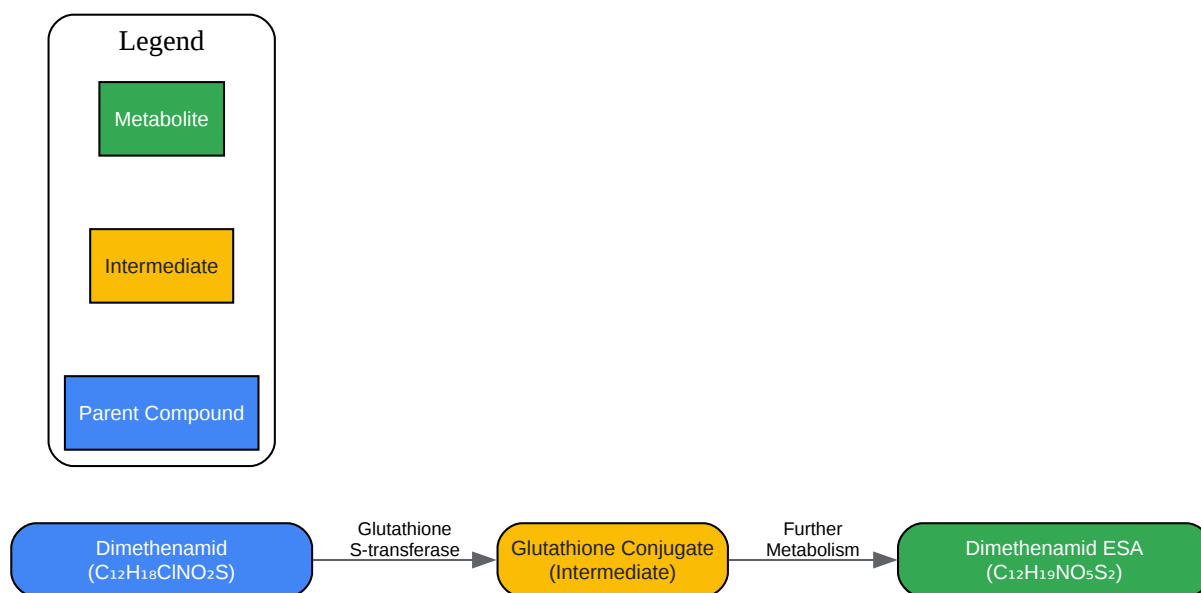 Legend
Metabolite
Intermediate
Parent Compound
Dimethenamid
(C₁₂H₁₈ClNO₂S)
Glutathione
S-transferase
Glutathione Conjugate
(Intermediate)
Further
Metabolism
Dimethenamid ESA
(C₁₂H₁₉NO₅S₂)